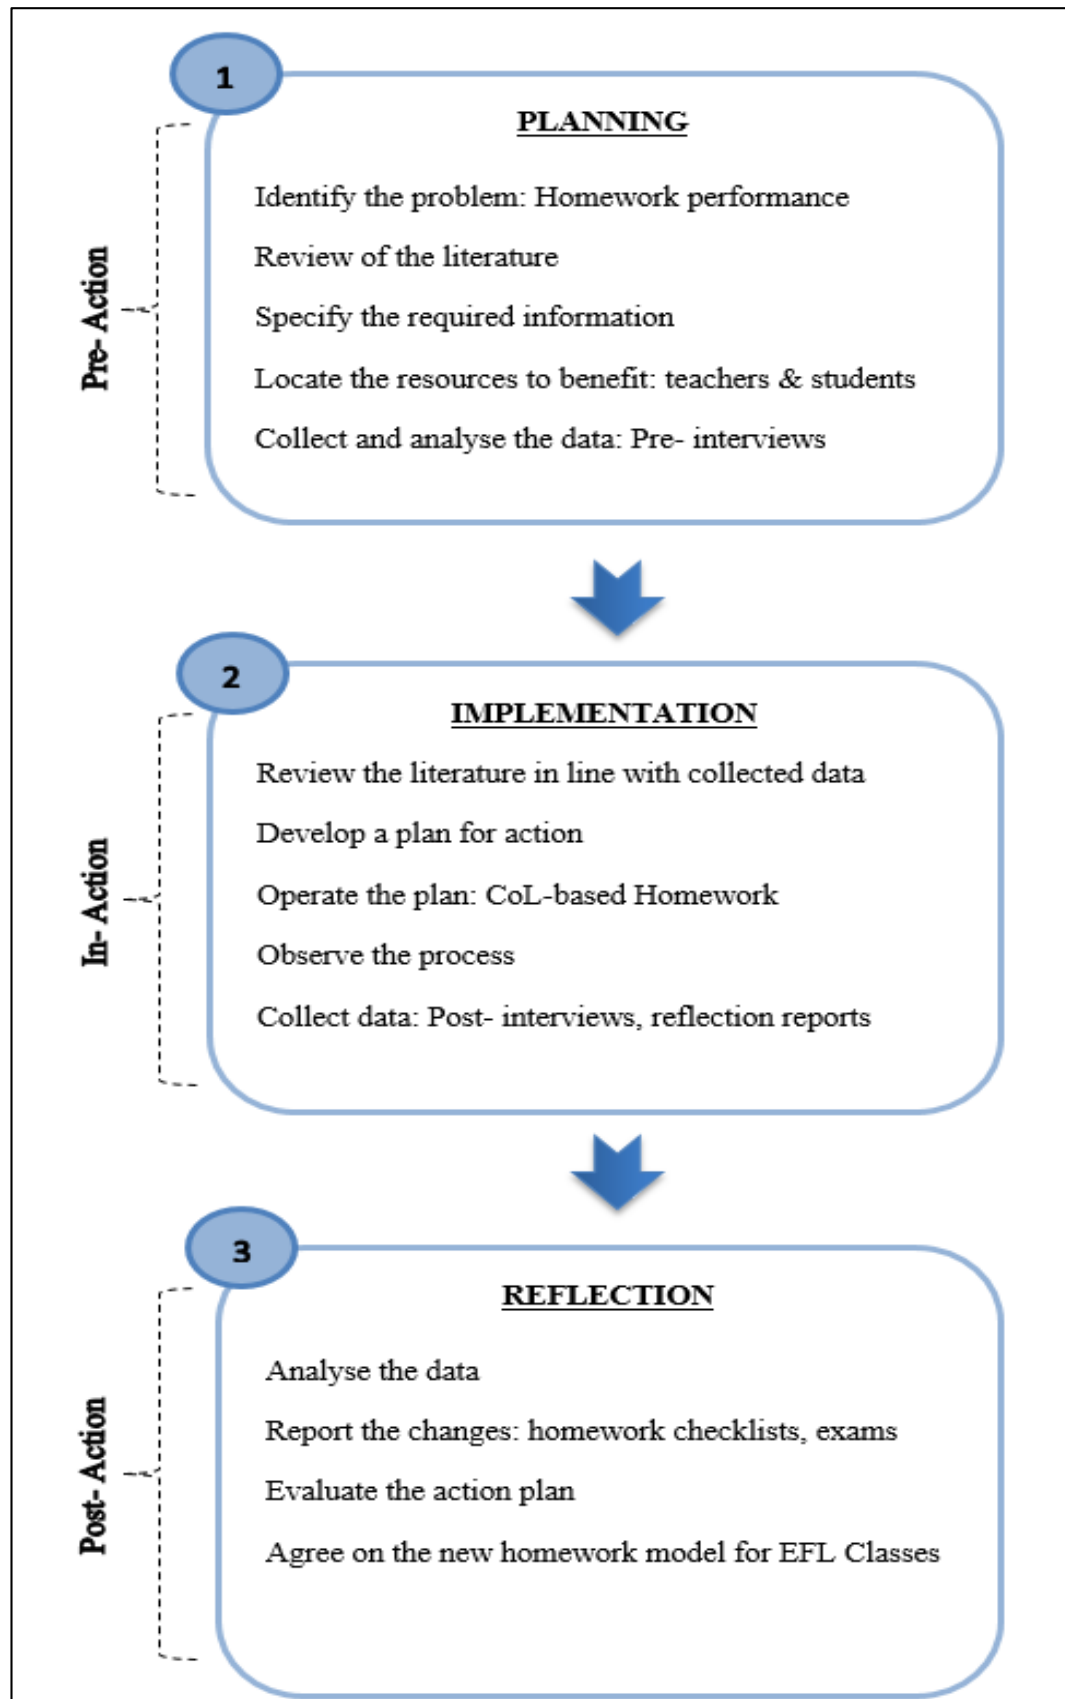 1
PLANNING
Pre- Action
Identify the problem: Homework performance
Review of the literature
Specify the required information
Locate the resources to benefit: teachers & students
Collect and analyse the data: Pre- interviews
2
IMPLEMENTATION
In- Action
Review the literature in line with collected data
Develop a plan for action
Operate the plan: CoL-based Homework
Observe the process
Collect data: Post- interviews, reflection reports
3
REFLECTION
Post- Action
Analyse the data
Report the changes: homework checklists, exams
Evaluate the action plan
Agree on the new homework model for EFL Classes